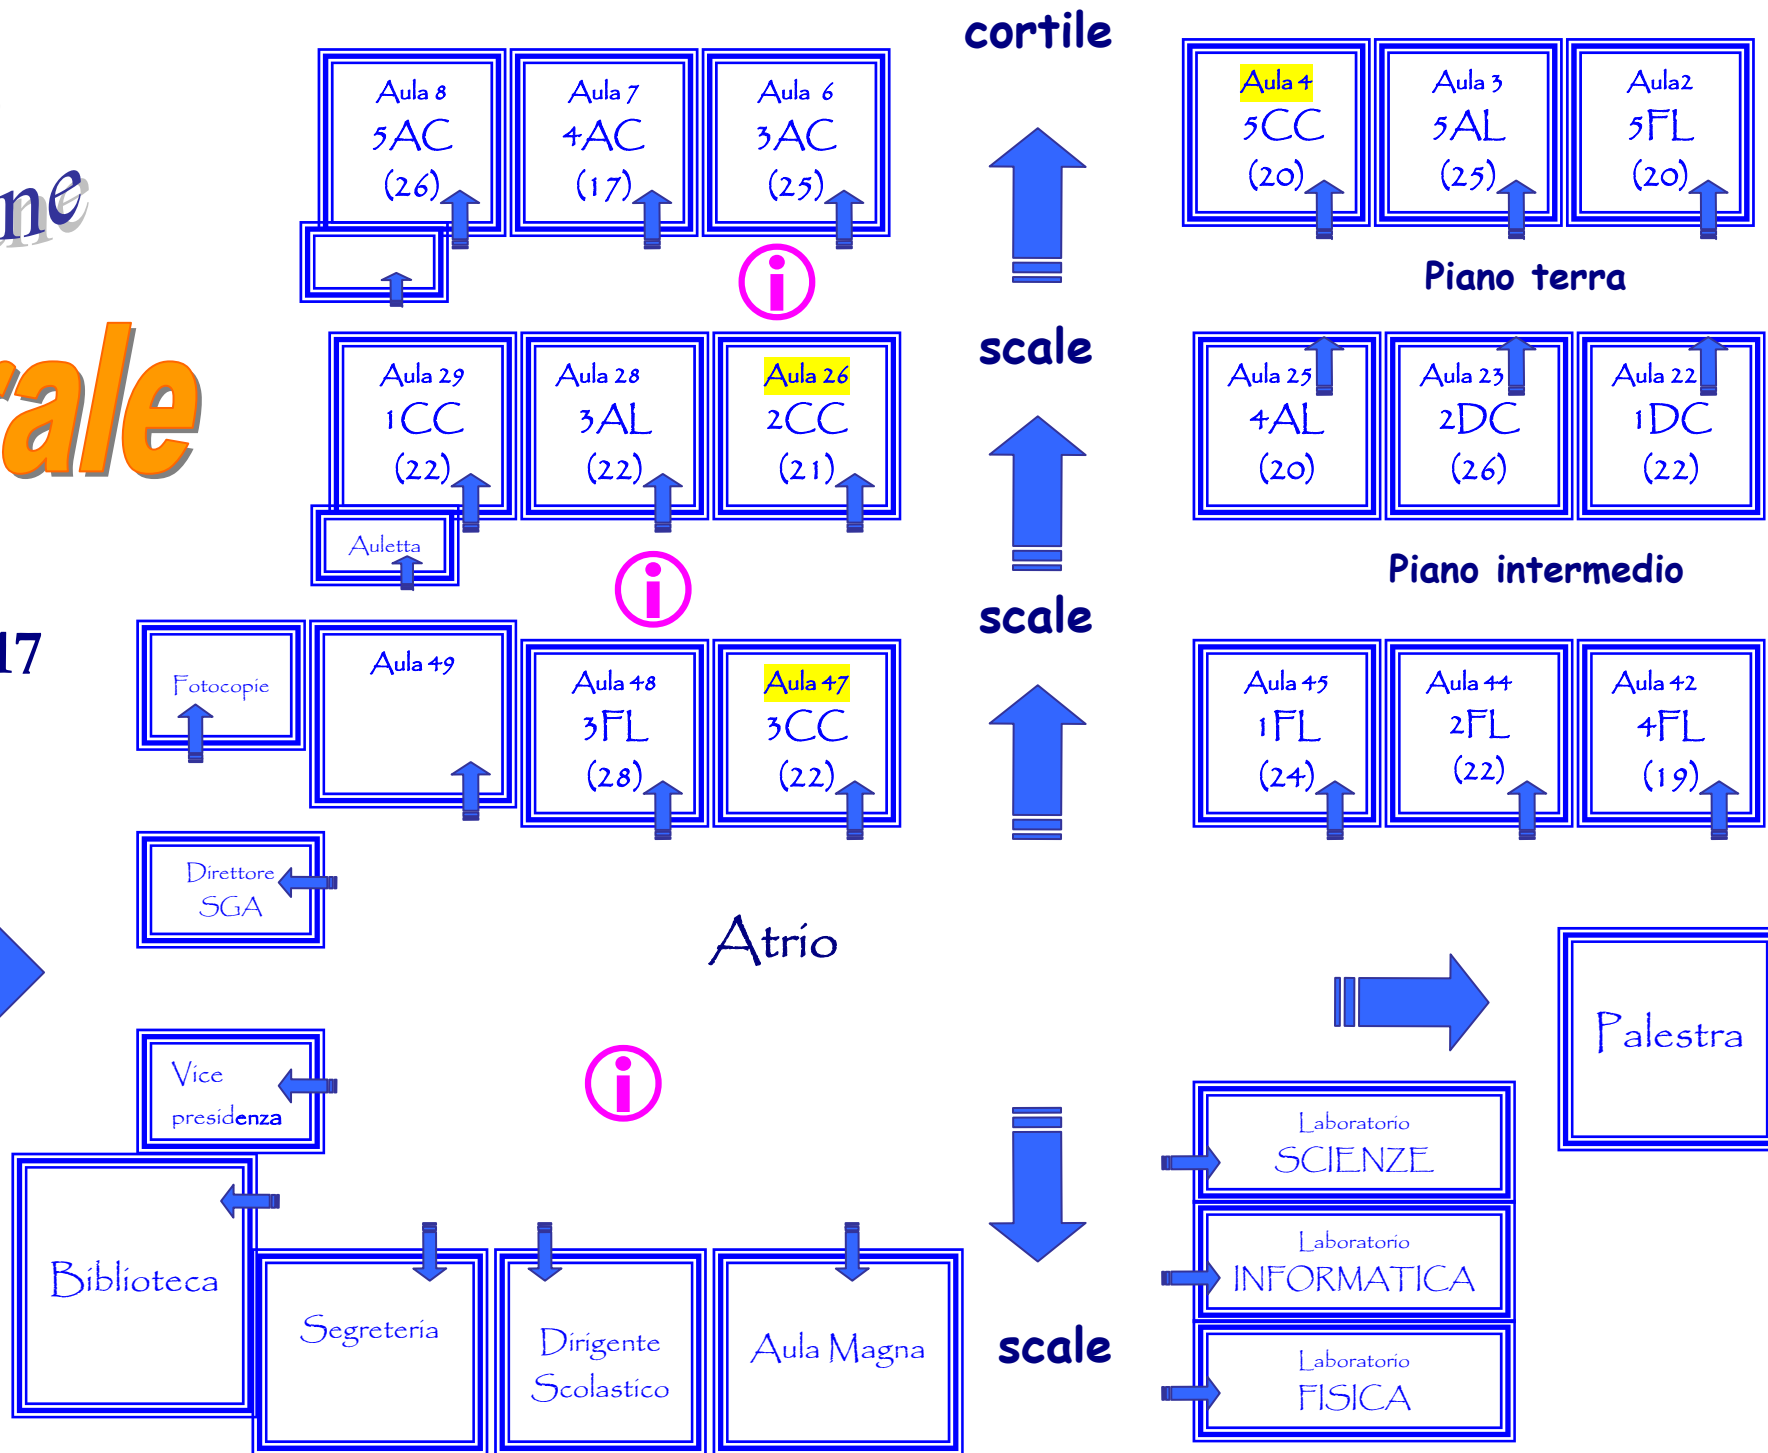 cortile
Aula 8
5AC
(26)
Aula 7
4AC
(17)
Aula 6
3AC
(25)
Aula 4
5CC
(20)
Aula 3
5AL
(25)
Aula2
5FL
(20)
ne
Piano terra
rale
scale
Aula 29
1CC
(22)
Aula 28
3AL
(22)
Aula 26
2CC
(21)
Aula 25
4AL
(20)
Aula 23
2DC
(26)
Aula 22
1DC
(22)
Auletta
Piano intermedio
scale
17
Fotocopie
Aula 49
Aula 48
3FL
(28)
Aula 47
3CC
(22)
Aula 45
1FL
(24)
Aula 44
2FL
(22)
Aula 42
4FL
(19)
Direttore
SGA
Atrio
Palestra
Vice
presidenza
Laboratorio
SCIENZE
Laboratorio
INFORMATICA
Laboratorio
FISICA
Biblioteca
Segreteria
Dirigente
Scolastico
Aula Magna
scale